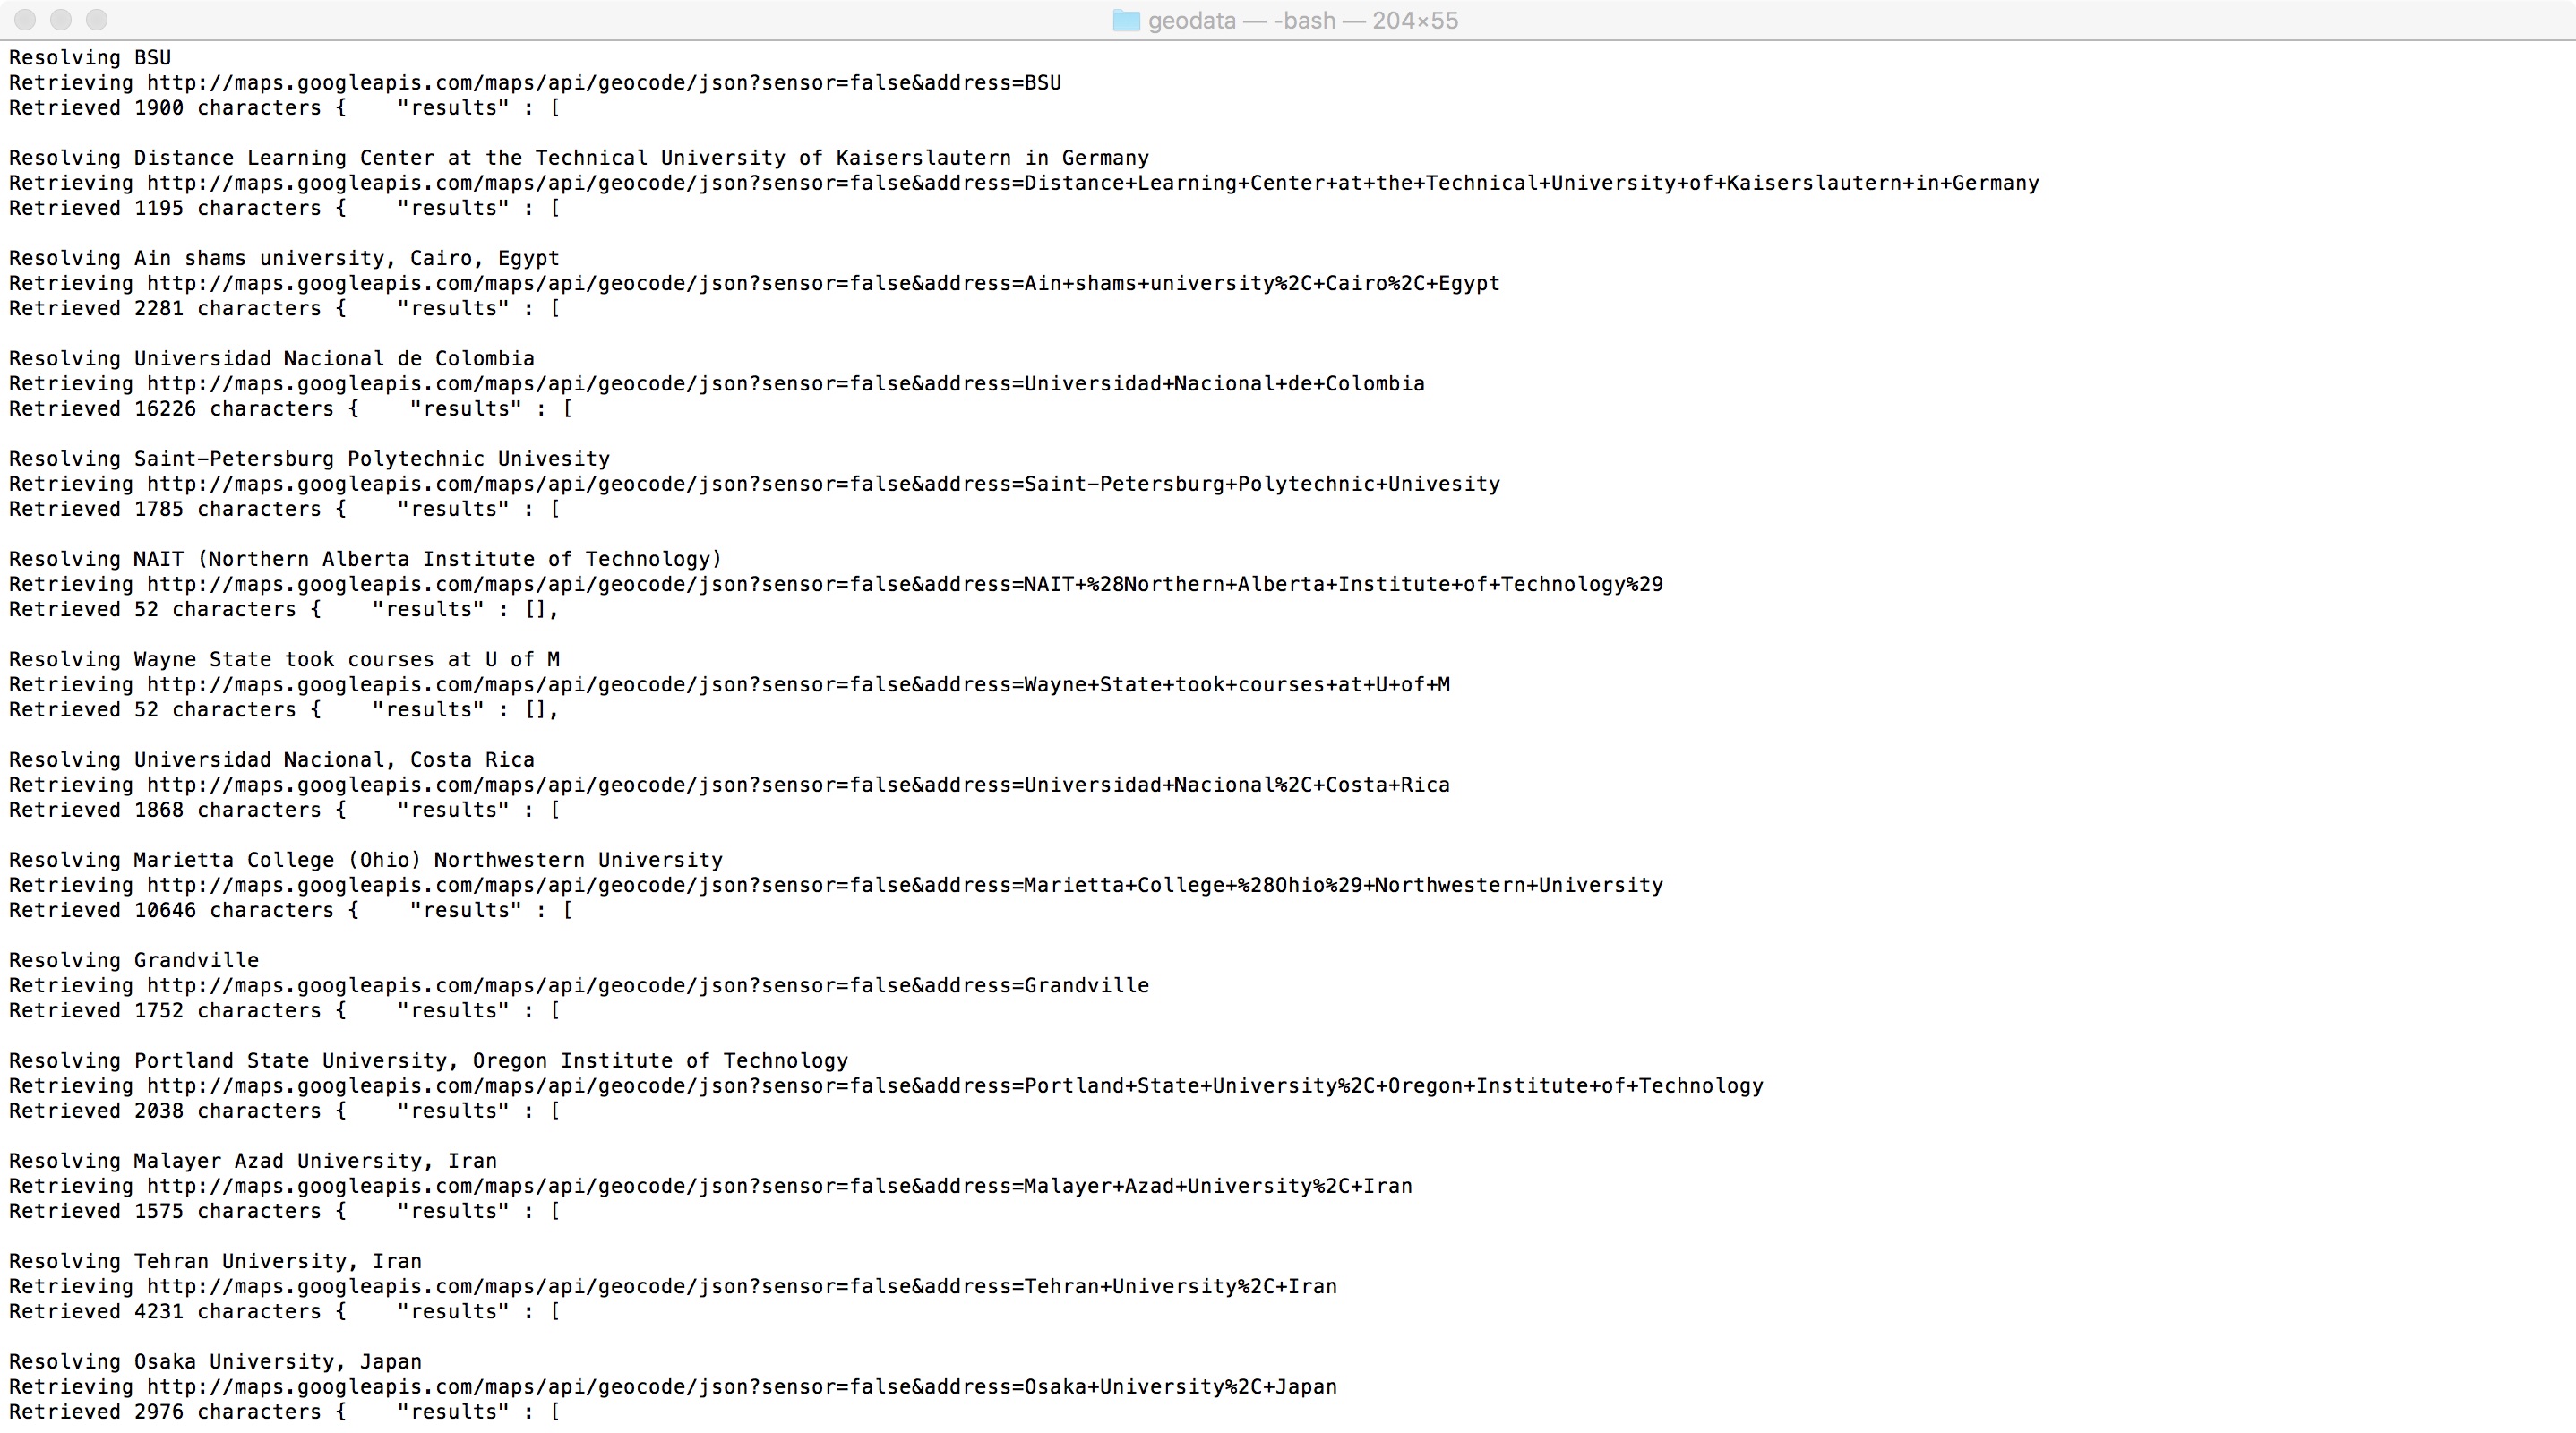 geodata — -bash — 204×55
Resolving BSU
Retrieving http://maps.googleapis.com/maps/api/geocode/json?sensor=false&address=BSU
Retrieved 1900 characters {    "results" : [
Resolving Distance Learning Center at the Technical University of Kaiserslautern in Germany
Retrieving http://maps.googleapis.com/maps/api/geocode/json?sensor=false&address=Distance+Learning+Center+at+the+Technical+University+of+Kaiserslautern+in+Germany
Retrieved 1195 characters {    "results" : [
Resolving Ain shams university, Cairo, Egypt
Retrieving http://maps.googleapis.com/maps/api/geocode/json?sensor=false&address=Ain+shams+university%2C+Cairo%2C+Egypt
Retrieved 2281 characters {    "results" : [
Resolving Universidad Nacional de Colombia
Retrieving http://maps.googleapis.com/maps/api/geocode/json?sensor=false&address=Universidad+Nacional+de+Colombia
Retrieved 16226 characters {    "results" : [
Resolving Saint-Petersburg Polytechnic Univesity
Retrieving http://maps.googleapis.com/maps/api/geocode/json?sensor=false&address=Saint-Petersburg+Polytechnic+Univesity
Retrieved 1785 characters {    "results" : [
Resolving NAIT (Northern Alberta Institute of Technology)
Retrieving http://maps.googleapis.com/maps/api/geocode/json?sensor=false&address=NAIT+%28Northern+Alberta+Institute+of+Technology%29
Retrieved 52 characters {    "results" : [],
Resolving Wayne State took courses at U of M
Retrieving http://maps.googleapis.com/maps/api/geocode/json?sensor=false&address=Wayne+State+took+courses+at+U+of+M
Retrieved 52 characters {    "results" : [],
Resolving Universidad Nacional, Costa Rica
Retrieving http://maps.googleapis.com/maps/api/geocode/json?sensor=false&address=Universidad+Nacional%2C+Costa+Rica
Retrieved 1868 characters {    "results" : [
Resolving Marietta College (Ohio) Northwestern University
Retrieving http://maps.googleapis.com/maps/api/geocode/json?sensor=false&address=Marietta+College+%28Ohio%29+Northwestern+University
Retrieved 10646 characters {    "results" : [
Resolving Grandville
Retrieving http://maps.googleapis.com/maps/api/geocode/json?sensor=false&address=Grandville
Retrieved 1752 characters {    "results" : [
Resolving Portland State University, Oregon Institute of Technology
Retrieving http://maps.googleapis.com/maps/api/geocode/json?sensor=false&address=Portland+State+University%2C+Oregon+Institute+of+Technology
Retrieved 2038 characters {    "results" : [
Resolving Malayer Azad University, Iran
Retrieving http://maps.googleapis.com/maps/api/geocode/json?sensor=false&address=Malayer+Azad+University%2C+Iran
Retrieved 1575 characters {    "results" : [
Resolving Tehran University, Iran
Retrieving http://maps.googleapis.com/maps/api/geocode/json?sensor=false&address=Tehran+University%2C+Iran
Retrieved 4231 characters {    "results" : [
Resolving Osaka University, Japan
Retrieving http://maps.googleapis.com/maps/api/geocode/json?sensor=false&address=Osaka+University%2C+Japan
Retrieved 2976 characters {    "results" : [